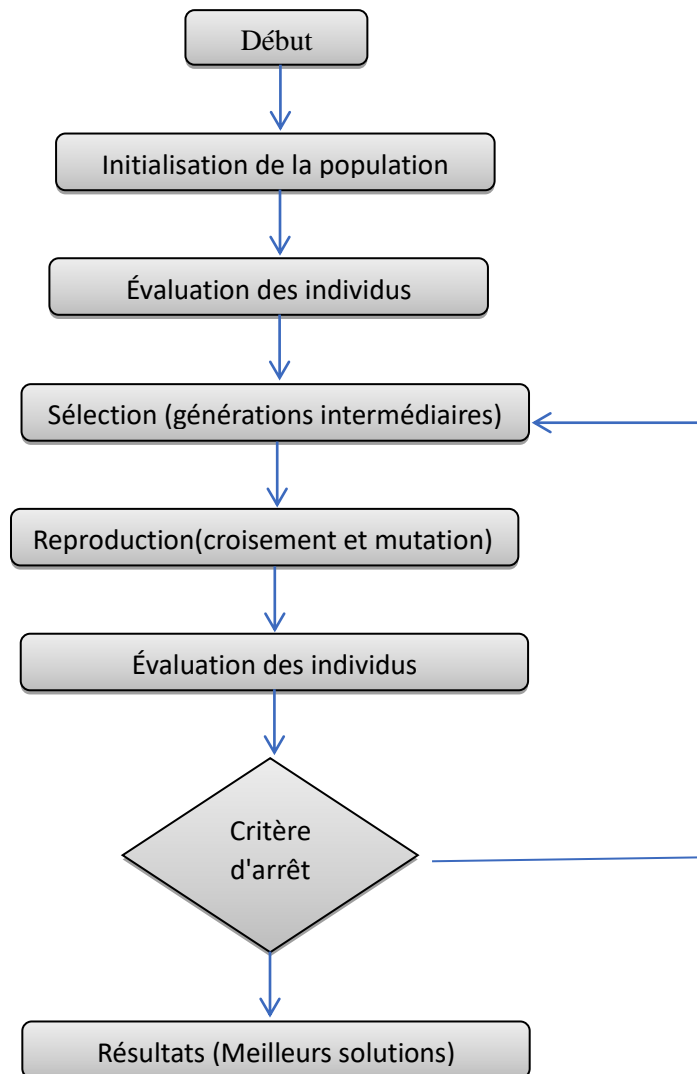 Début
Initialisation de la population
Évaluation des individus
Sélection (générations intermédiaires)
Reproduction(croisement et mutation)
Évaluation des individus
Critère
d'arrêt
Résultats (Meilleurs solutions)